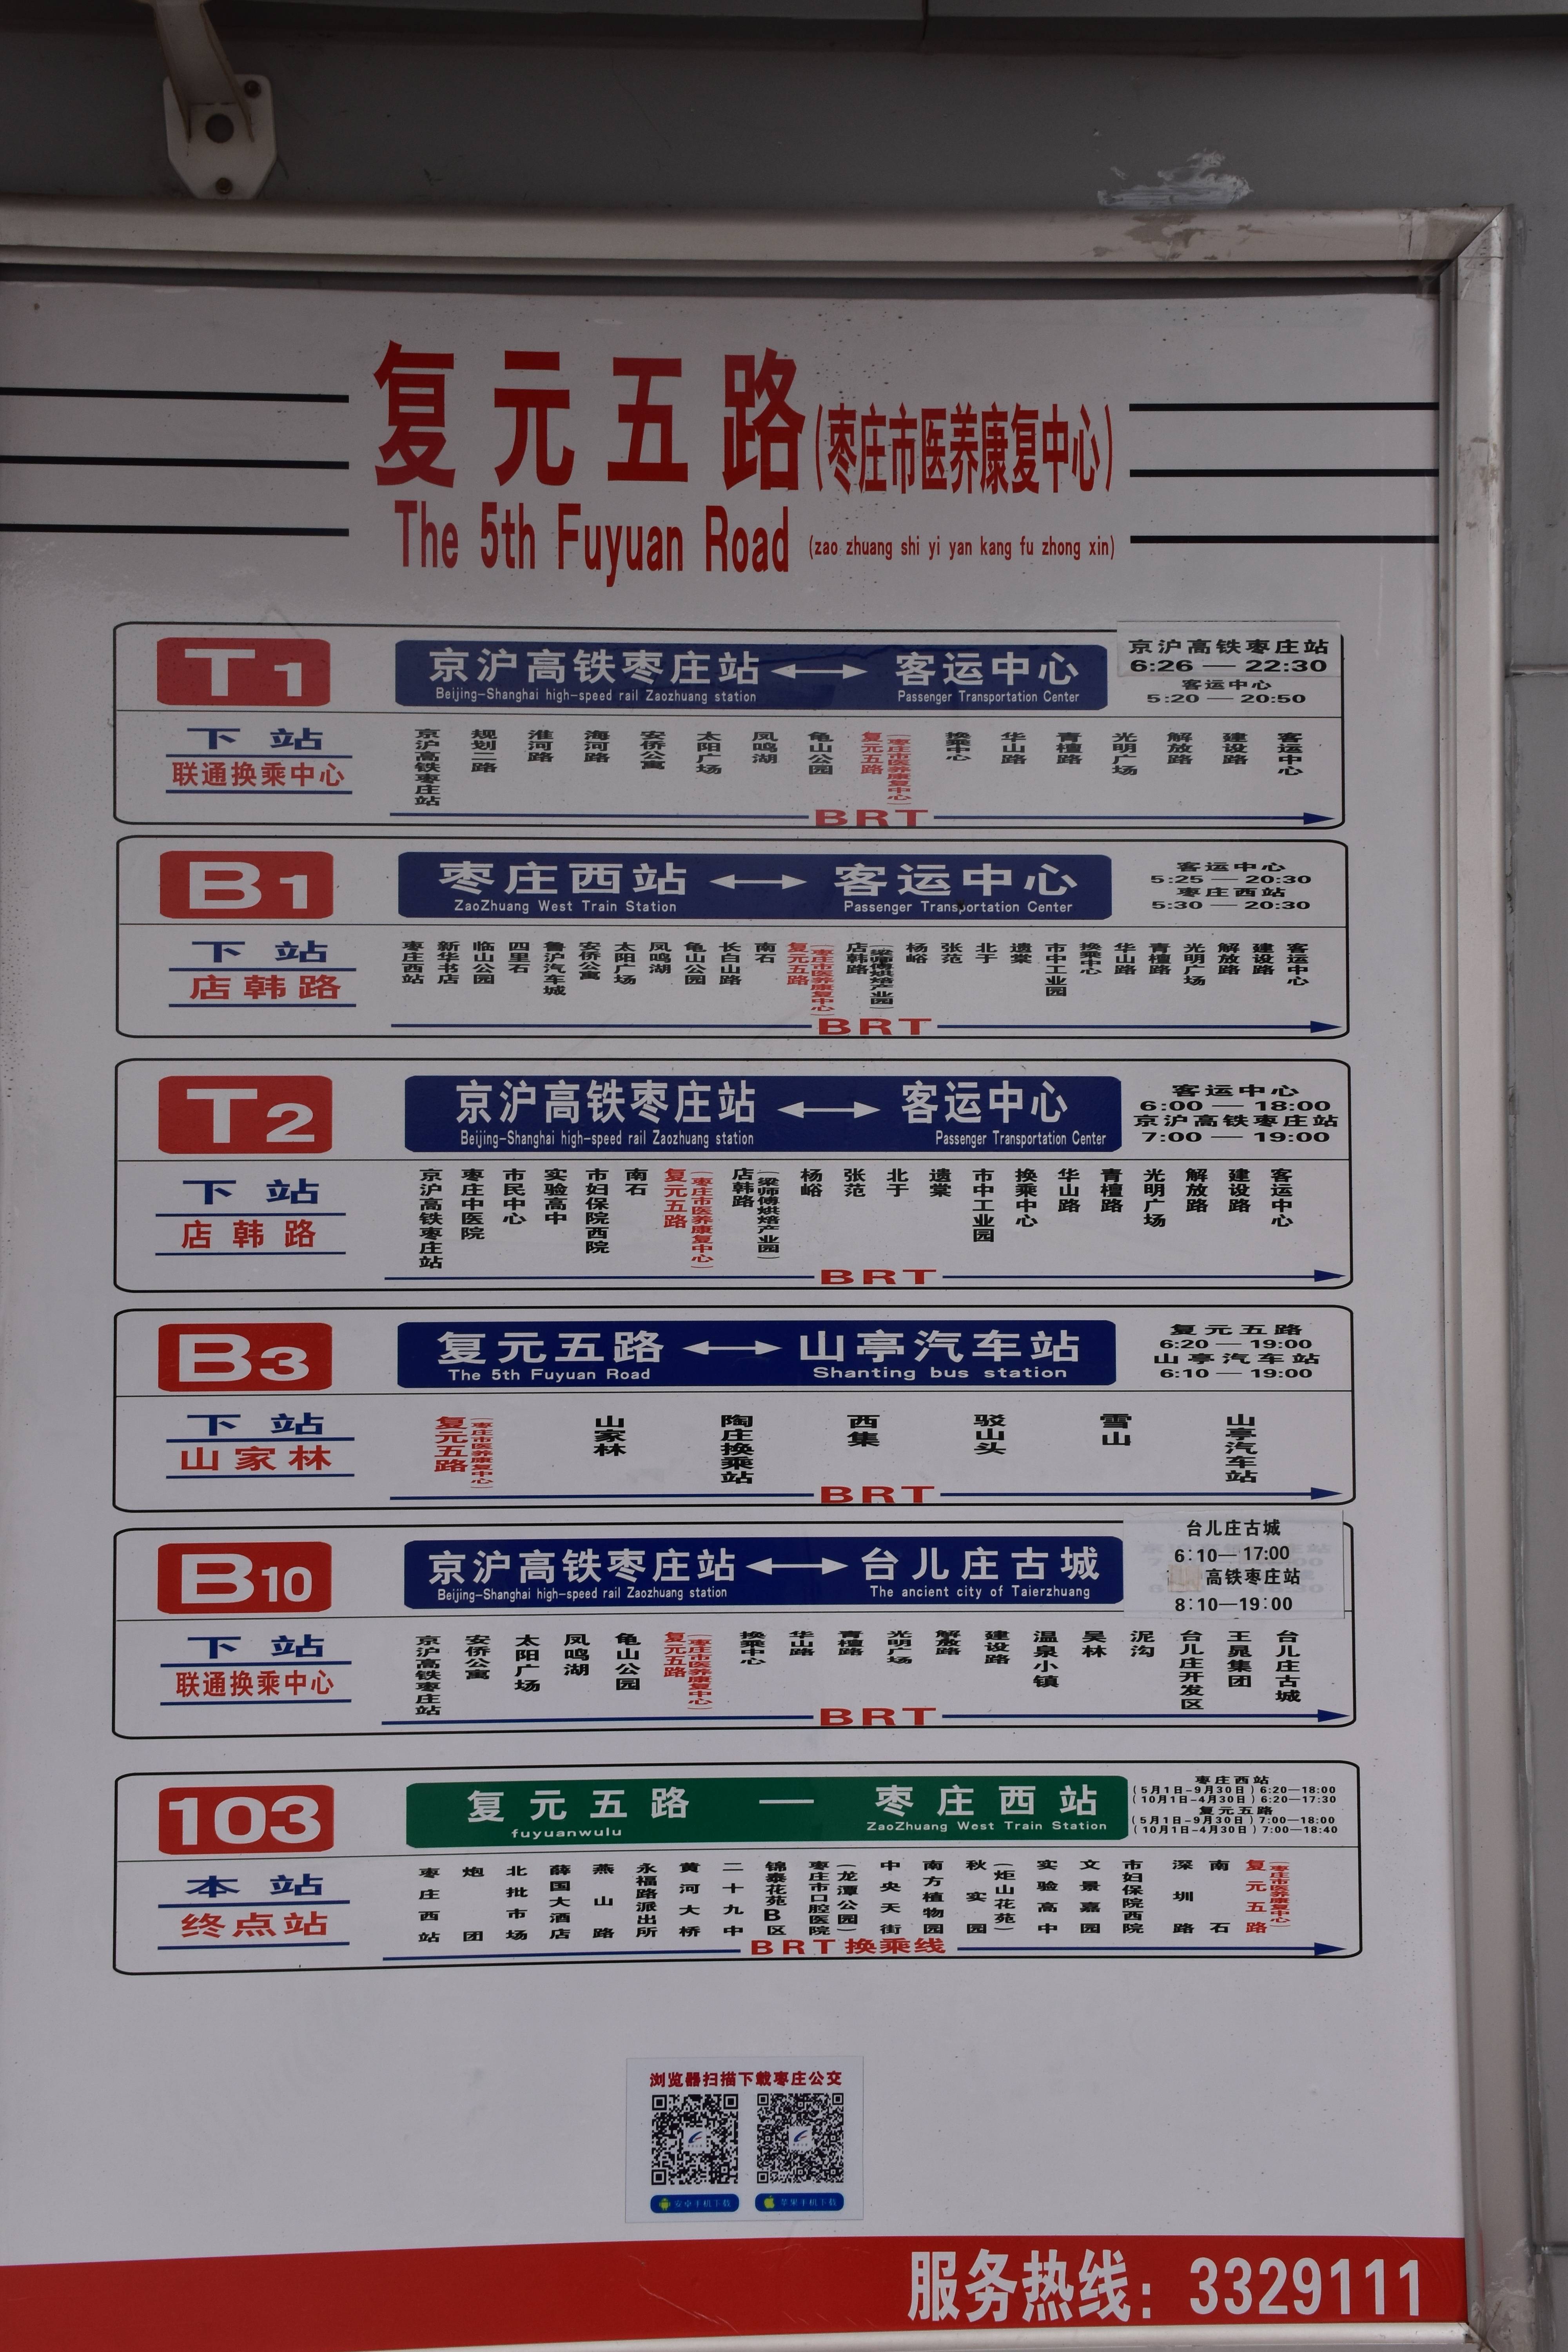 复元五路(枣庄市医养康复中心)
The 5th Fuyuan Road (zao zhuang shi yi yan kang fu zhong xin)
T1
京沪高铁枣庄站 客运中心
Beijing-Shanghai high-speed rail Zaozhuang station Passenger Transportation Center
京沪高铁枣庄站
6:26 — 22:30
客运中心
5:20 — 20:50
下站
联通换乘中心
京沪高铁枣庄站 规划二路 淮河路 海河路 安侨公寓 太阳广场 凤鸣湖 龟山公园 复元五路(枣庄市医养康复中心) 换乘中心 华山路 青檀路 光明广场 解放路 建设路 客运中心
BRT
B1
枣庄西站 客运中心
ZaoZhuang West Train Station Passenger Transportation Center
客运中心
5:25 — 20:30
枣庄西站
5:30 — 20:30
下站
店韩路
枣庄西站 新华书店 临山公园 四里石 鲁沪汽车城 安侨公寓 太阳广场 凤鸣湖 龟山公园 长白山路 南石 复元五路(枣庄市医养康复中心) 店韩路(梁师傅烘焙产业园) 杨峪 张范 北于 遗棠 市中工业园 换乘中心 华山路 青檀路 光明广场 解放路 建设路 客运中心
BRT
T2
京沪高铁枣庄站 客运中心
Beijing-Shanghai high-speed rail Zaozhuang station Passenger Transportation Center
客运中心
6:00 — 18:00
京沪高铁枣庄站
7:00 — 19:00
下站
店韩路
京沪高铁枣庄站 枣庄中医院 市民中心 实验高中 市妇保院西院 南石 复元五路(枣庄市医养康复中心) 店韩路(梁师傅烘焙产业园) 杨峪 张范 北于 遗棠 市中工业园 换乘中心 华山路 青檀路 光明广场 解放路 建设路 客运中心
BRT
B3
复元五路 山亭汽车站
The 5th Fuyuan Road Shanting bus station
复元五路
6:20 — 19:00
山亭汽车站
6:10 — 19:00
下站
山家林
复元五路(枣庄市医养康复中心) 山家林 陶庄换乘站 西集 驳山头 雪山 山亭汽车站
BRT
B10
京沪高铁枣庄站 台儿庄古城
Beijing-Shanghai high-speed rail Zaozhuang station The ancient city of Taierzhuang
台儿庄古城
6:10—17:00
高铁枣庄站
8:10—19:00
下站
联通换乘中心
京沪高铁枣庄站 安侨公寓 太阳广场 凤鸣湖 龟山公园 复元五路(枣庄市医养康复中心) 换乘中心 华山路 青檀路 光明广场 解放路 建设路 温泉小镇 吴林 泥沟 台儿庄开发区 王晁集团 台儿庄古城
BRT
103
复元五路 — 枣庄西站
fuyuanwulu ZaoZhuang West Train Station
枣庄西站
(5月1日-9月30日)6:20—18:00
(10月1日-4月30日)6:20—17:30
复元五路
(5月1日-9月30日)7:00—18:00
(10月1日-4月30日)7:00—18:40
本站
终点站
枣庄西站 炮团 北批市场 薛国大酒店 燕山路 永福路派出所 黄河大桥 二十九中 锦泰花苑B区 枣庄市口腔医院(龙潭公园) 中央天街 南方植物园 秋实园(炬山花苑) 实验高中 文景嘉园 市妇保院西院 深圳路 南石 复元五路(枣庄市医养康复中心)
BRT换乘线
浏览器扫描下载枣庄公交
安卓手机下载 苹果手机下载
服务热线：3329111